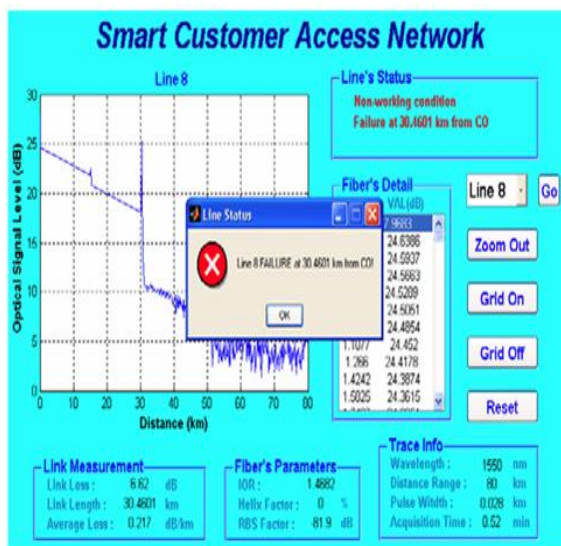 Smart Customer Access Network
Line 8
Optical Signal Level (dB)
30
25
20
15
10
5
0
0 10 20 30 40 50 60 70 80
Distance (km)
Line's Status
Non-working condition
Failure at 30.4601 km from CO
Fiber's Detail
VAL(dB)
7.9683
24.6386
24.5937
24.5663
24.5289
24.5061
24.4854
1.1077 24.452
1.266 24.4178
1.4242 24.3874
1.5825 24.3615
Line Status
Line 8 FAILURE at 30.4601 km from CO!
OK
Line 8
Go
Zoom Out
Grid On
Grid Off
Reset
Link Measurement
Link Loss : 6.62 dB
Link Length : 30.4601 km
Average Loss : 0.217 dB/km
Fiber's Parameters
IOR : 1.4682
Helix Factor : 0 %
RBS Factor : -81.9 dB
Trace Info
Wavelength : 1550 nm
Distance Range : 80 km
Pulse Witdth : 0.028 km
Acquisition Time : 0.52 min